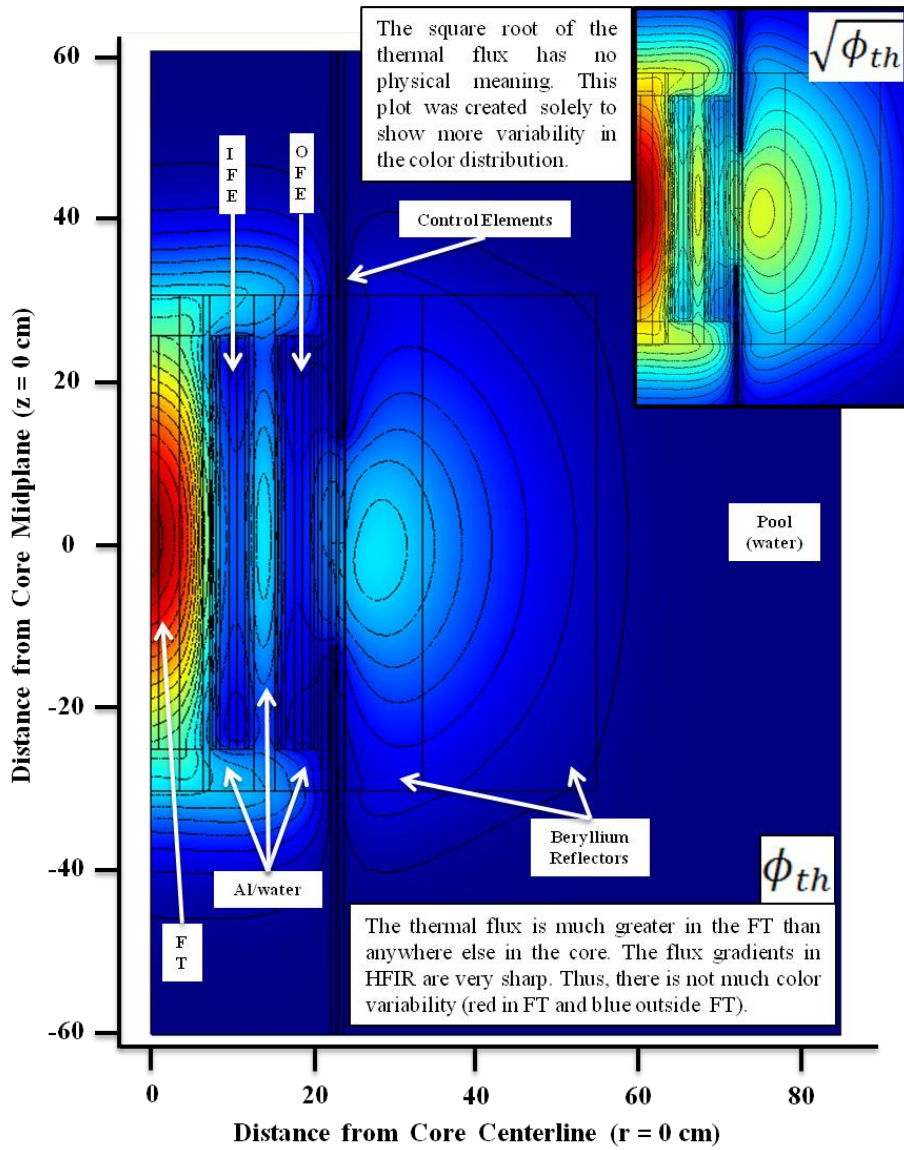 The square root of the
thermal flux has no
physical meaning. This
plot was created solely to
show more variability in
the color distribution.
√ϕth
60
40
20
0
-20
-40
-60
Distance from Core Midplane (z = 0 cm)
I
F
E
O
F
E
Control Elements
Pool
(water)
Beryllium
Reflectors
Al/water
F
T
ϕth
The thermal flux is much greater in the FT than
anywhere else in the core. The flux gradients in
HFIR are very sharp. Thus, there is not much color
variability (red in FT and blue outside FT).
0
20
40
60
80
Distance from Core Centerline (r = 0 cm)